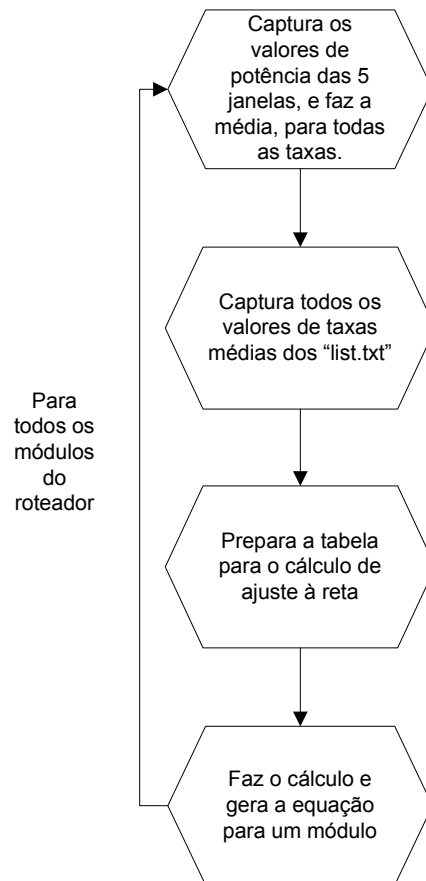 Captura os
valores de
potência das 5
janelas, e faz a
média, para todas
as taxas.
Captura todos os
valores de taxas
médias dos “list.txt”
Para
todos os
módulos
do
roteador
Prepara a tabela
para o cálculo de
ajuste à reta
Faz o cálculo e
gera a equação
para um módulo